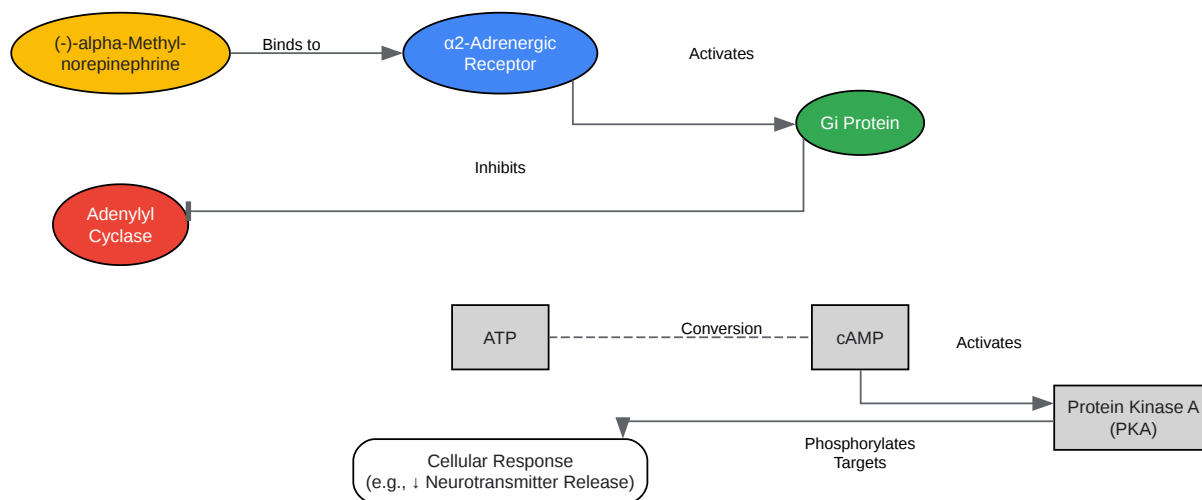 (-)-alpha-Methyl-
norepinephrine
Binds to
α2-Adrenergic
Receptor
Activates
Gi Protein
Inhibits
Adenylyl
Cyclase
ATP
Conversion
cAMP
Activates
Protein Kinase A
(PKA)
Phosphorylates
Targets
Cellular Response
(e.g., ↓ Neurotransmitter Release)